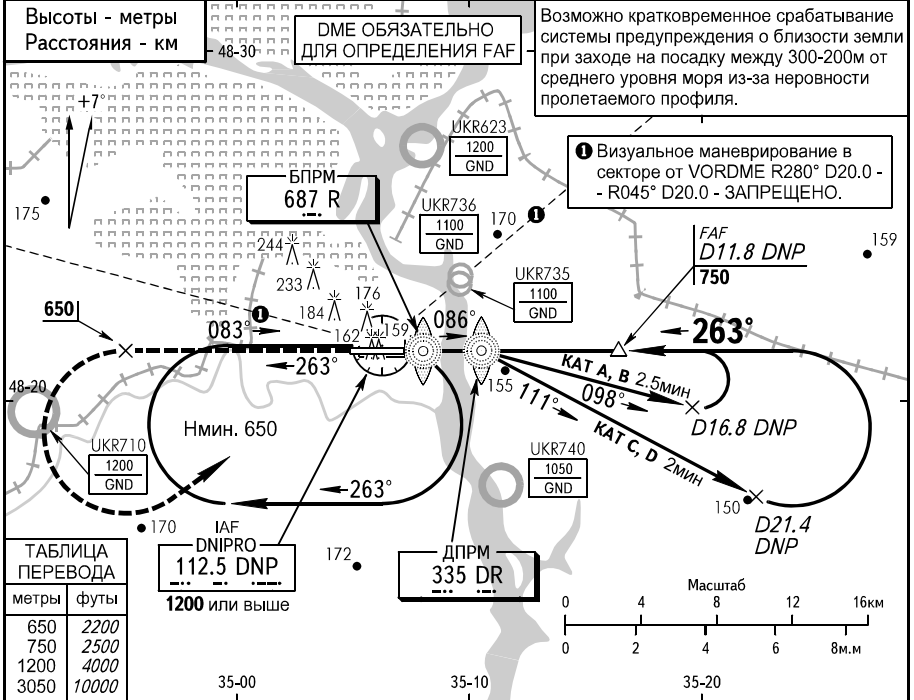 Высоты - метры
Расстояния - км
48-30
DME ОБЯЗАТЕЛЬНО
ДЛЯ ОПРЕДЕЛЕНИЯ FAF
Возможно кратковременное срабатывание
системы предупреждения о близости земли
при заходе на посадку между 300-200м от
среднего уровня моря из-за неровности
пролетаемого профиля.
+7°
UKR623
1200
GND
❶ Визуальное маневрирование в
секторе от VORDME R280° D20.0 -
- R045° D20.0 - ЗАПРЕЩЕНО.
БПРМ
687 R
175
UKR736
1100
GND
170
❶
FAF
D11.8 DNP
750
159
244
233
184
176
162
159
UKR735
1100
GND
650
❶
083°
086°
263°
263°
155
КАТ A, B 2.5мин
098°
111°
КАТ C, D 2мин
D16.8 DNP
48-20
Hмин. 650
UKR710
1200
GND
UKR740
1050
GND
263°
150
D21.4
DNP
170
IAF
DNIPRO
112.5 DNP
1200 или выше
172
ДПРМ
335 DR
ТАБЛИЦА
ПЕРЕВОДА
метры футы
650 2200
750 2500
1200 4000
3050 10000
Масштаб
0 4 8 12 16км
0 2 4 6 8м.м
35-00
35-10
35-20